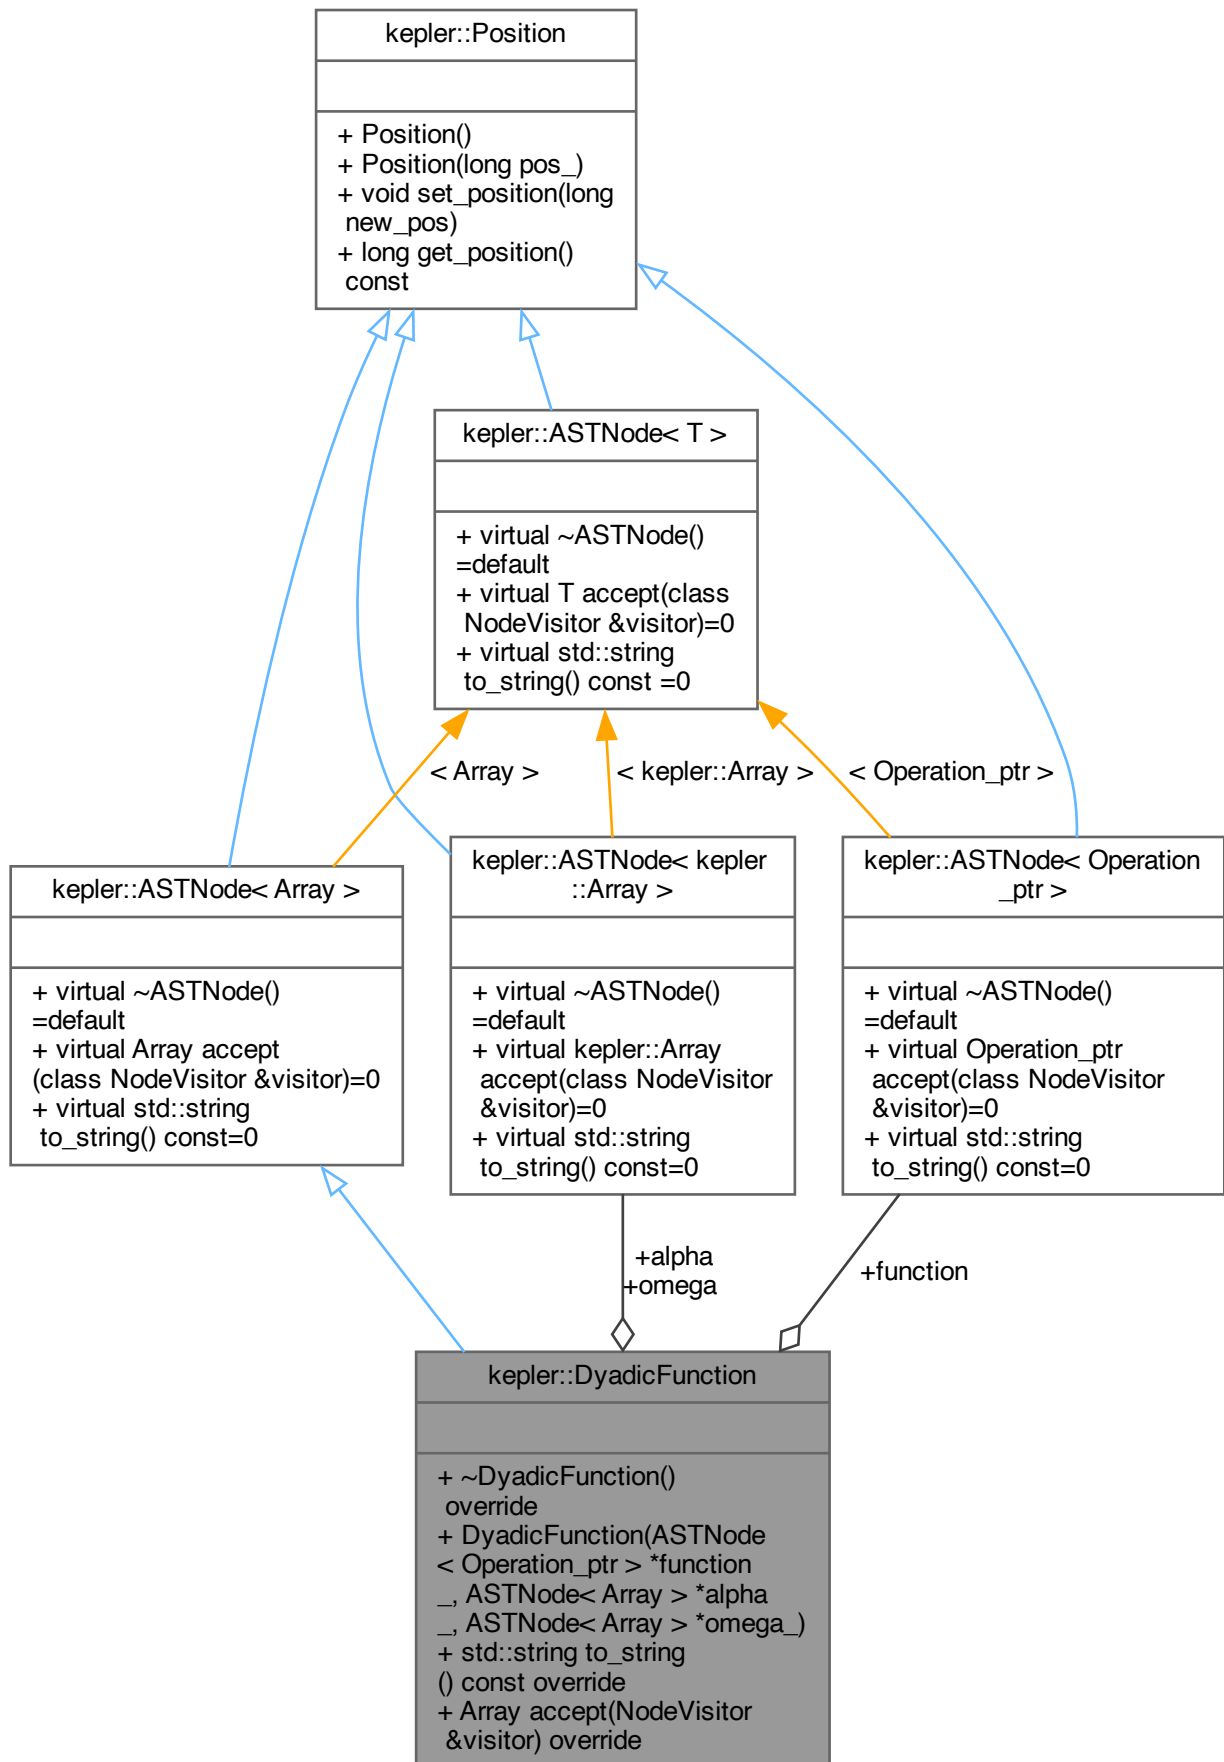 kepler::Position
+ Position()
+ Position(long pos_)
+ void set_position(long
new_pos)
+ long get_position()
const
kepler::ASTNode< T >
+ virtual ~ASTNode()
=default
+ virtual T accept(class
NodeVisitor &visitor)=0
+ virtual std::string
to_string() const =0
< Array >
< kepler::Array >
< Operation_ptr >
kepler::ASTNode< Array >
+ virtual ~ASTNode()
=default
+ virtual Array accept
(class NodeVisitor &visitor)=0
+ virtual std::string
to_string() const=0
kepler::ASTNode< kepler
::Array >
+ virtual ~ASTNode()
=default
+ virtual kepler::Array
accept(class NodeVisitor
&visitor)=0
+ virtual std::string
to_string() const=0
kepler::ASTNode< Operation
_ptr >
+ virtual ~ASTNode()
=default
+ virtual Operation_ptr
accept(class NodeVisitor
&visitor)=0
+ virtual std::string
to_string() const=0
+alpha
+omega
+function
kepler::DyadicFunction
+ ~DyadicFunction()
override
+ DyadicFunction(ASTNode
< Operation_ptr > *function
_, ASTNode< Array > *alpha
_, ASTNode< Array > *omega_)
+ std::string to_string
() const override
+ Array accept(NodeVisitor
&visitor) override